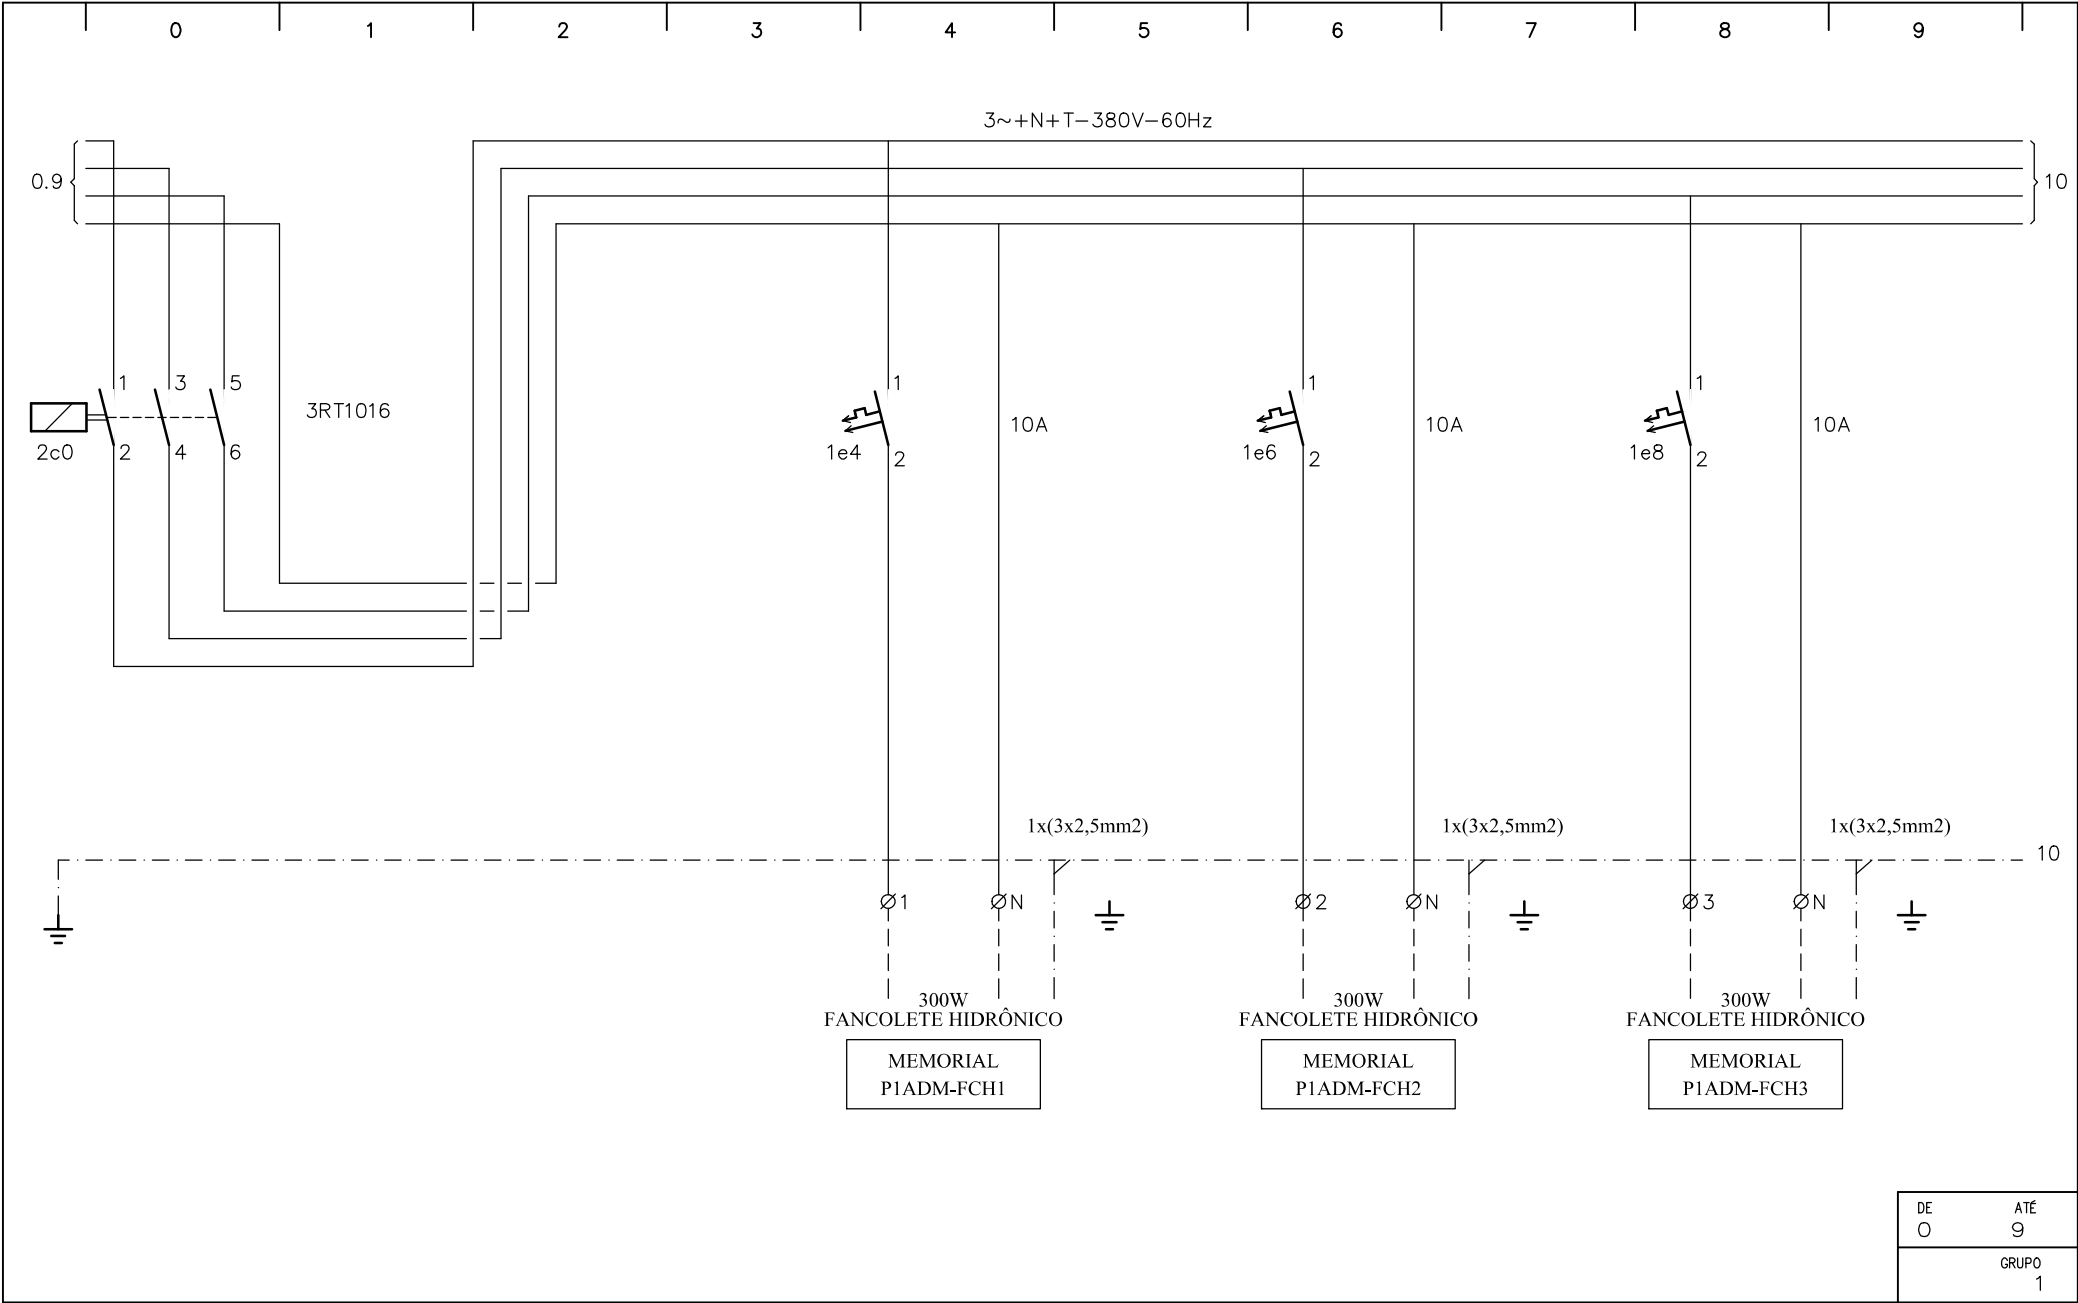 0 1 2 3 4 5 6 7 8 9
3~+N+T-380V-60Hz
0.9 10
1 3 5 1 1 1
3RT1016 10A 10A 10A
2c0 2 4 6 1e4 2 1e6 2 1e8 2
1x(3x2,5mm2) 1x(3x2,5mm2) 1x(3x2,5mm2)
10
Ø1 ØN Ø2 ØN Ø3 ØN
300W 300W 300W
FANCOLETE HIDRÔNICO FANCOLETE HIDRÔNICO FANCOLETE HIDRÔNICO
MEMORIAL MEMORIAL MEMORIAL
P1ADM-FCH1 P1ADM-FCH2 P1ADM-FCH3
DE ATÉ
0 9
GRUPO
1